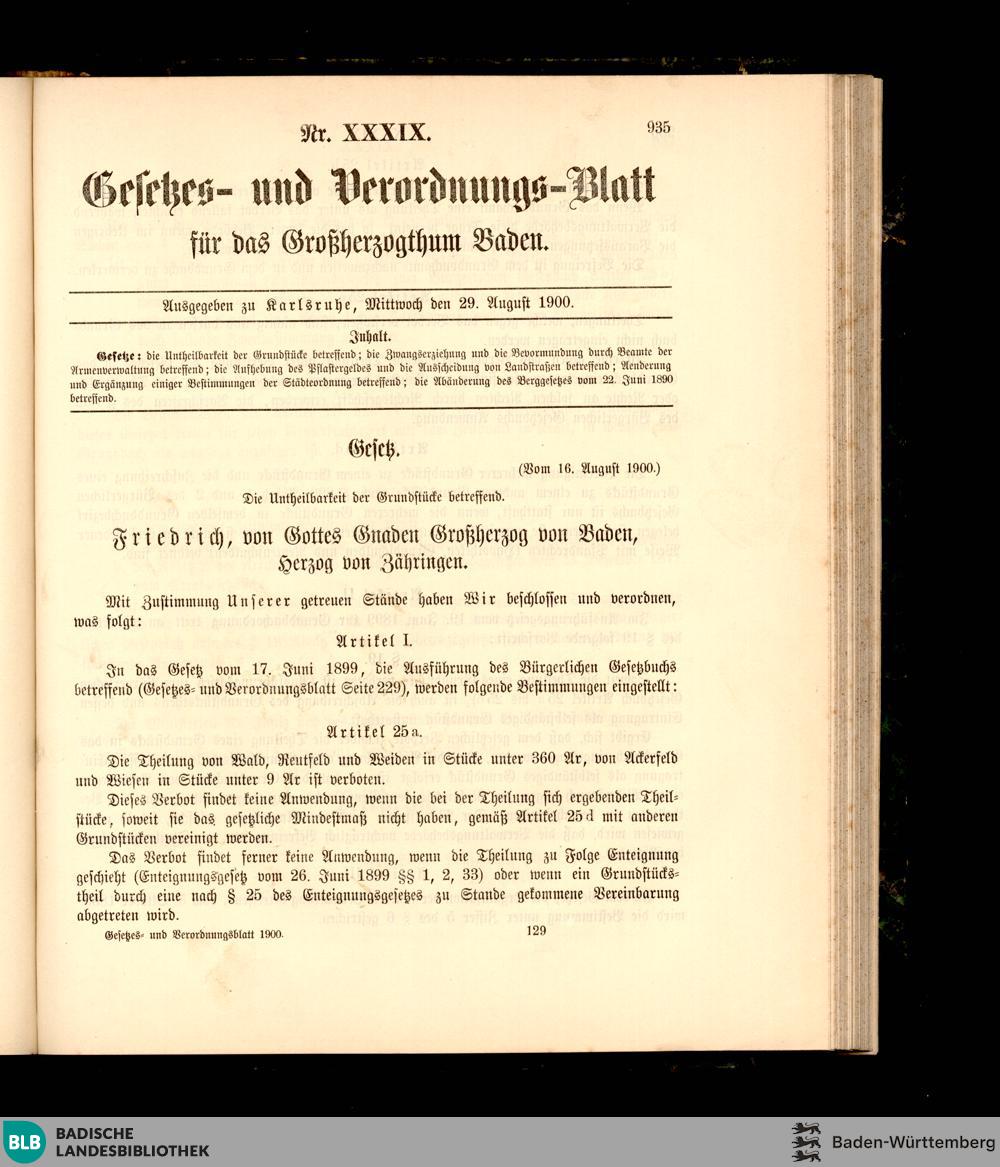 Nr. XXXIX.
935
Gesetzes- und Verordnungs-Blatt
für das Großherzogthum Baden.
Ausgegeben zu Karlsruhe, Mittwoch den 29. August 1900.
Inhalt.
Gesetze: die Untheilbarkeit der Grundstücke betreffend; die Zwangserziehung und die Bevormundung durch Beamte der
Armenverwaltung betreffend; die Aufhebung des Pflastergeldes und die Ausscheidung von Landstraßen betreffend; Aenderung
und Ergänzung einiger Bestimmungen der Städteordnung betreffend; die Abänderung des Berggesetzes vom 22. Juni 1890
betreffend.
Gesetz.
(Vom 16. August 1900.)
Die Untheilbarkeit der Grundstücke betreffend.
Friedrich, von Gottes Gnaden Großherzog von Baden,
Herzog von Zähringen.
Mit Zustimmung Unserer getreuen Stände haben Wir beschlossen und verordnen,
was folgt:
Artikel I.
In das Gesetz vom 17. Juni 1899, die Ausführung des Bürgerlichen Gesetzbuchs
betreffend (Gesetzes- und Verordnungsblatt Seite 229), werden folgende Bestimmungen eingestellt:
Artikel 25a.
Die Theilung von Wald, Reutfeld und Weiden in Stücke unter 360 Ar, von Ackerfeld
und Wiesen in Stücke unter 9 Ar ist verboten.
Dieses Verbot findet keine Anwendung, wenn die bei der Theilung sich ergebenden Theil-
stücke, soweit sie das gesetzliche Mindestmaß nicht haben, gemäß Artikel 25d mit anderen
Grundstücken vereinigt werden.
Das Verbot findet ferner keine Anwendung, wenn die Theilung zu Folge Enteignung
geschieht (Enteignungsgesetz vom 26. Juni 1899 §§ 1, 2, 33) oder wenn ein Grundstücks-
theil durch eine nach § 25 des Enteignungsgesetzes zu Stande gekommene Vereinbarung
abgetreten wird.
Gesetzes- und Verordnungsblatt 1900.
129
BLB
BADISCHE
LANDESBIBLIOTHEK
Baden-Württemberg